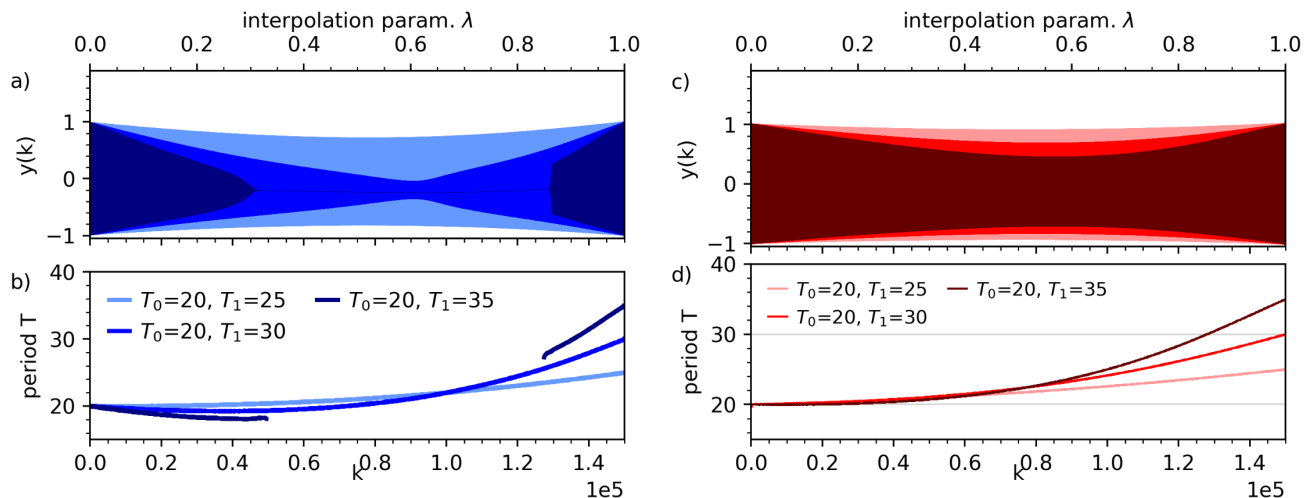 interpolation param. λ
0.0 0.2 0.4 0.6 0.8 1.0
a)
y(k)
1
0
−1
b)
period T
40
30
20
T0=20, T1=25
T0=20, T1=30
T0=20, T1=35
0.0 0.2 0.4 0.6 0.8 1.0 1.2 1.4
k
1e5
interpolation param. λ
0.0 0.2 0.4 0.6 0.8 1.0
c)
y(k)
1
0
−1
d)
period T
40
30
20
T0=20, T1=25
T0=20, T1=30
T0=20, T1=35
0.0 0.2 0.4 0.6 0.8 1.0 1.2 1.4
k
1e5